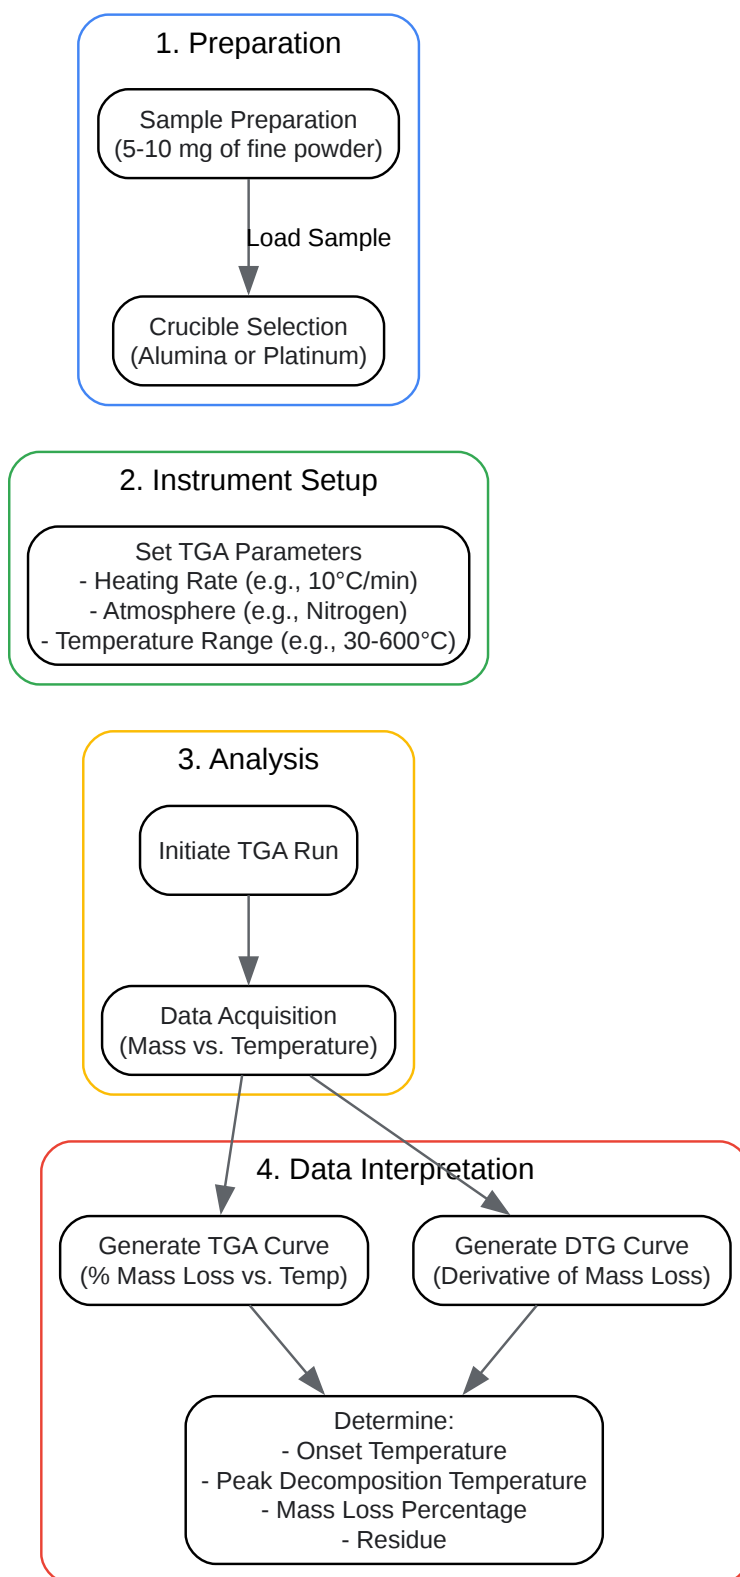 1. Preparation
Sample Preparation
(5-10 mg of fine powder)
Load Sample
Crucible Selection
(Alumina or Platinum)
2. Instrument Setup
Set TGA Parameters
- Heating Rate (e.g., 10°C/min)
- Atmosphere (e.g., Nitrogen)
- Temperature Range (e.g., 30-600°C)
3. Analysis
Initiate TGA Run
Data Acquisition
(Mass vs. Temperature)
4. Data Interpretation
Generate TGA Curve
(% Mass Loss vs. Temp)
Generate DTG Curve
(Derivative of Mass Loss)
Determine:
- Onset Temperature
- Peak Decomposition Temperature
- Mass Loss Percentage
- Residue